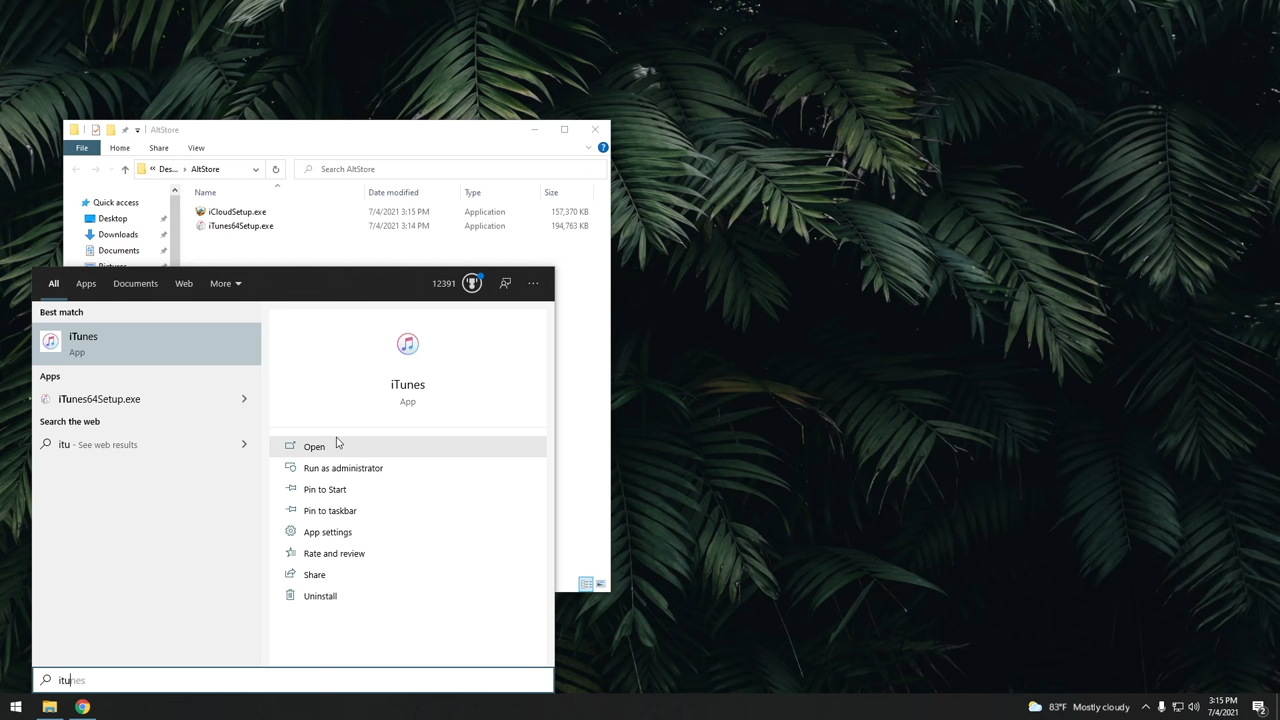 AltStore
File Home Share View
« Des... > AltStore
Search AltStore
Name Date modified Type Size
Quick access
Desktop
Downloads
Documents
Pictures
iCloudSetup.exe 7/4/2021 3:15 PM Application 157,370 KB
iTunes64Setup.exe 7/4/2021 3:14 PM Application 194,763 KB
All Apps Documents Web More 12391 ...
Best match
iTunes
App
Apps
iTunes64Setup.exe
Search the web
itu - See web results
iTunes
App
Open
Run as administrator
Pin to Start
Pin to taskbar
App settings
Rate and review
Share
Uninstall
itunes
83°F Mostly cloudy
3:15 PM
7/4/2021
2